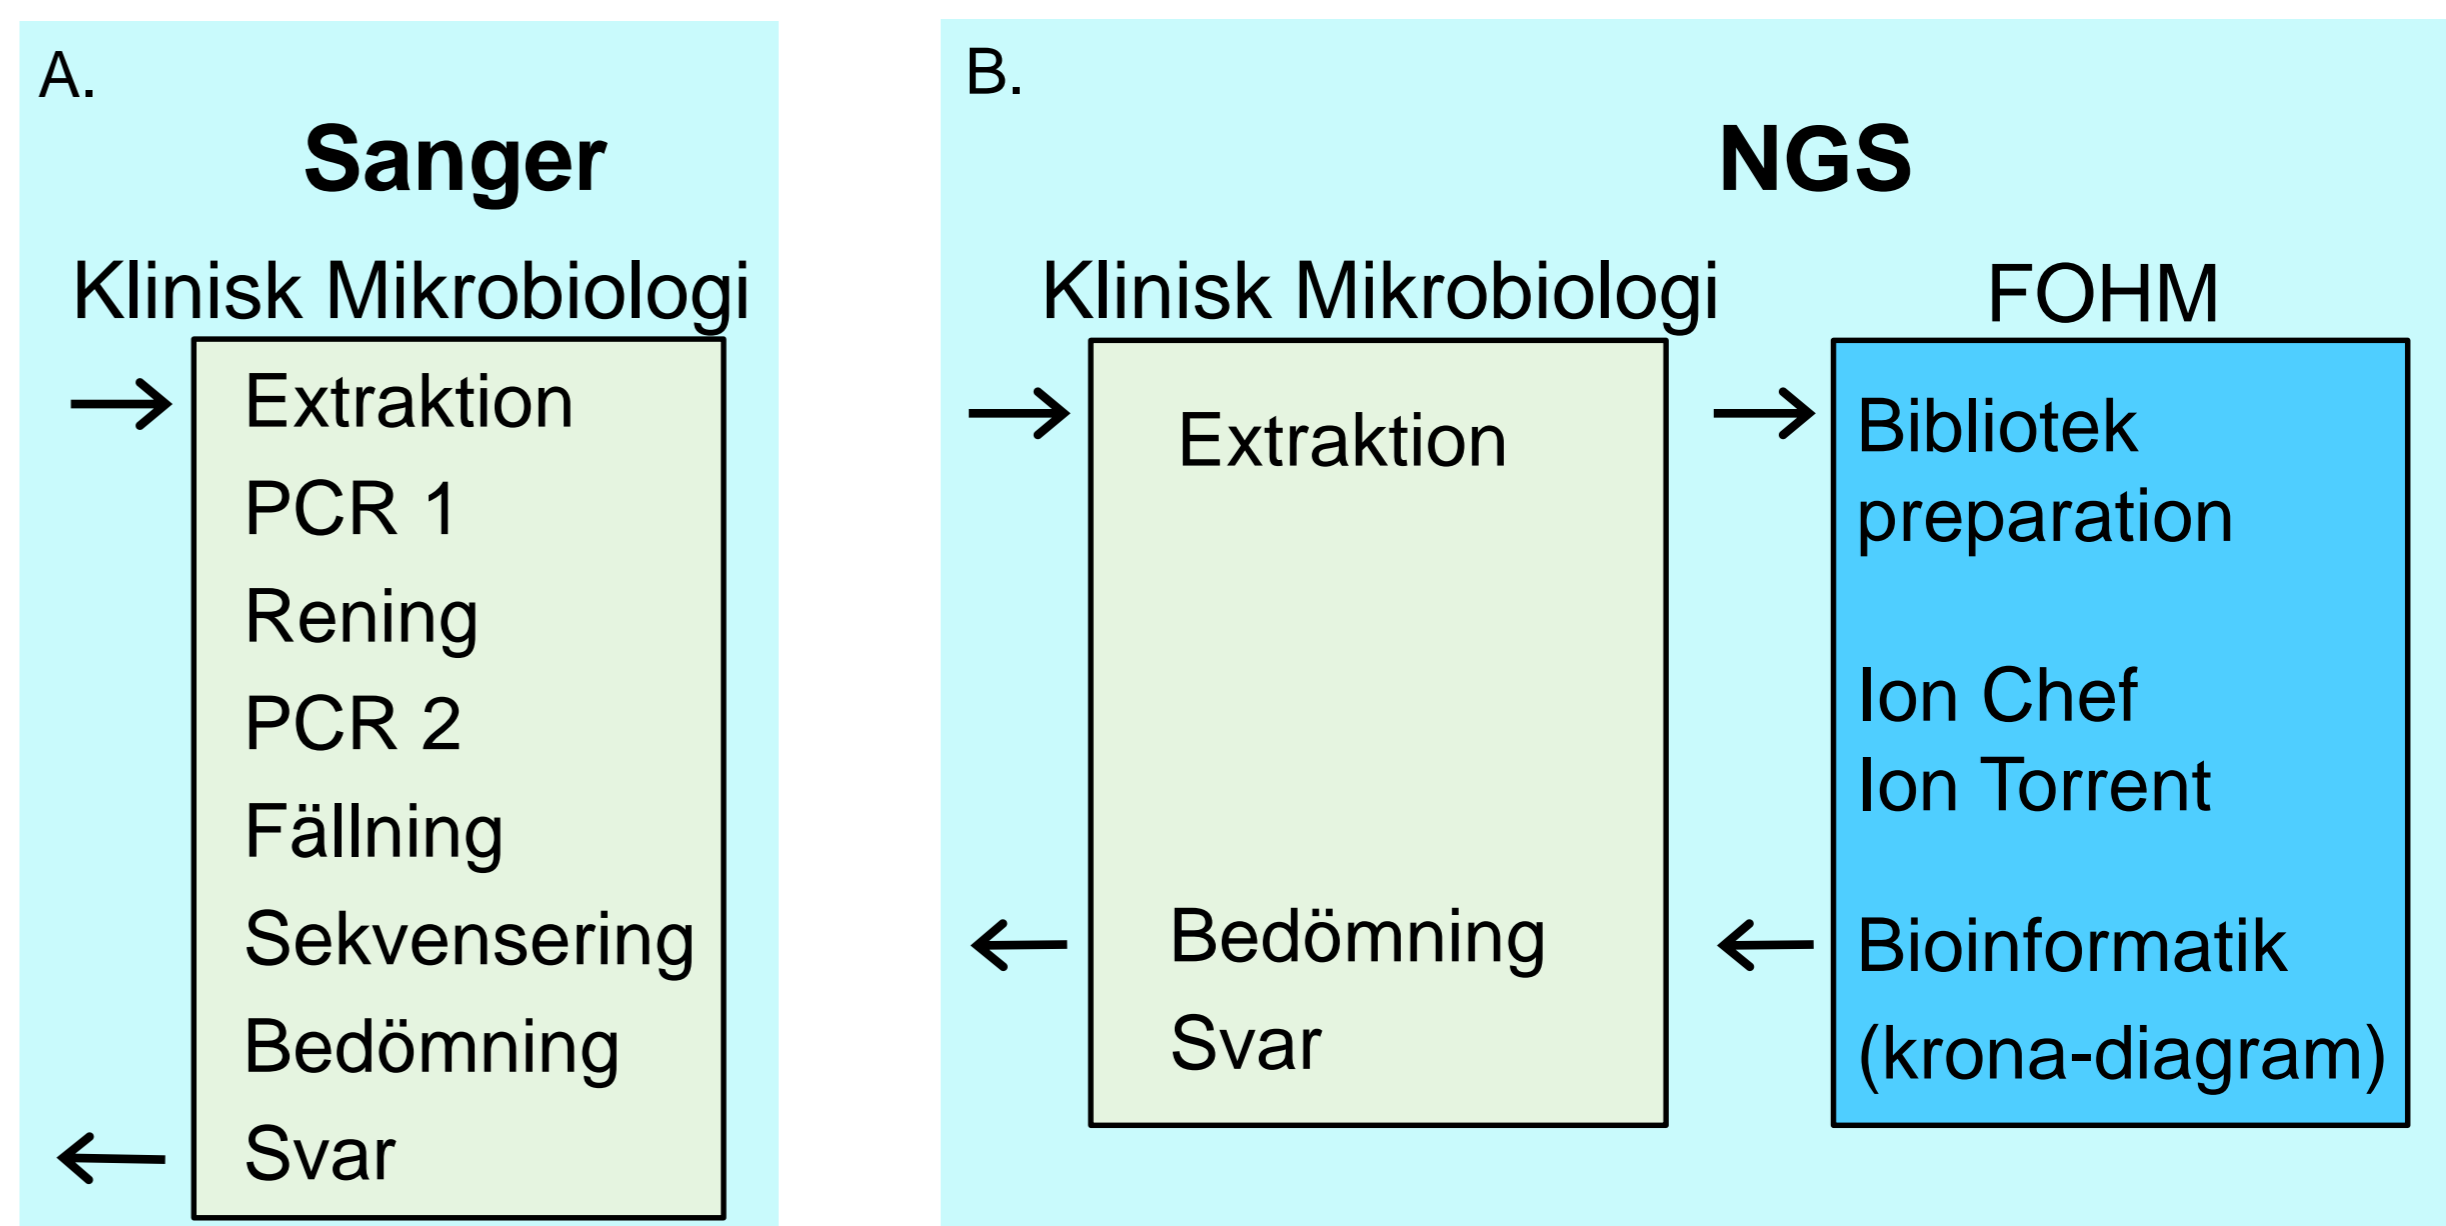 A.
Sanger
Klinisk Mikrobiologi
Extraktion
PCR 1
Rening
PCR 2
Fällning
Sekvensering
Bedömning
Svar
B.
NGS
Klinisk Mikrobiologi
Extraktion
Bedömning
Svar
FOHM
Bibliotek
preparation
Ion Chef
Ion Torrent
Bioinformatik
(krona-diagram)